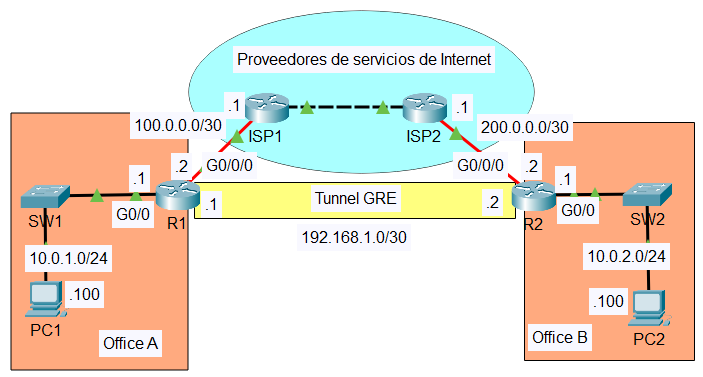 Proveedores de servicios de Internet
.1
.1
ISP1
ISP2
100.0.0.0/30
200.0.0.0/30
.1
.2
G0/0/0
G0/0/0
.2
.1
SW1
G0/0
R1
.1
Tunnel GRE
.2
R2
G0/0
SW2
192.168.1.0/30
10.0.1.0/24
10.0.2.0/24
.100
.100
PC1
PC2
Office A
Office B